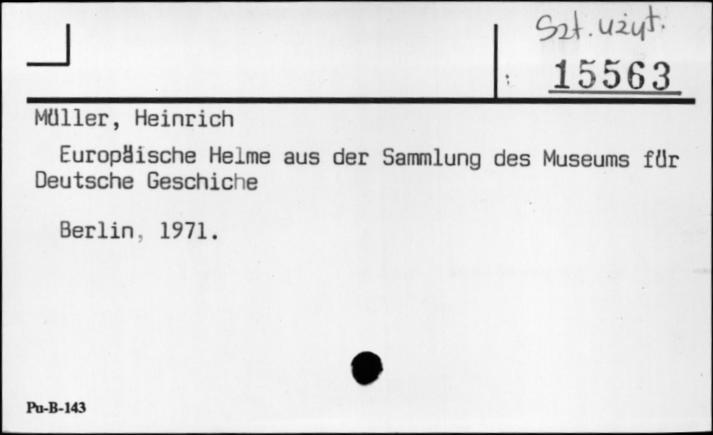 Szt. użyt.
15563
Müller, Heinrich
Europäische Helme aus der Sammlung des Museums für
Deutsche Geschiche
Berlin, 1971.
Pu-B-143